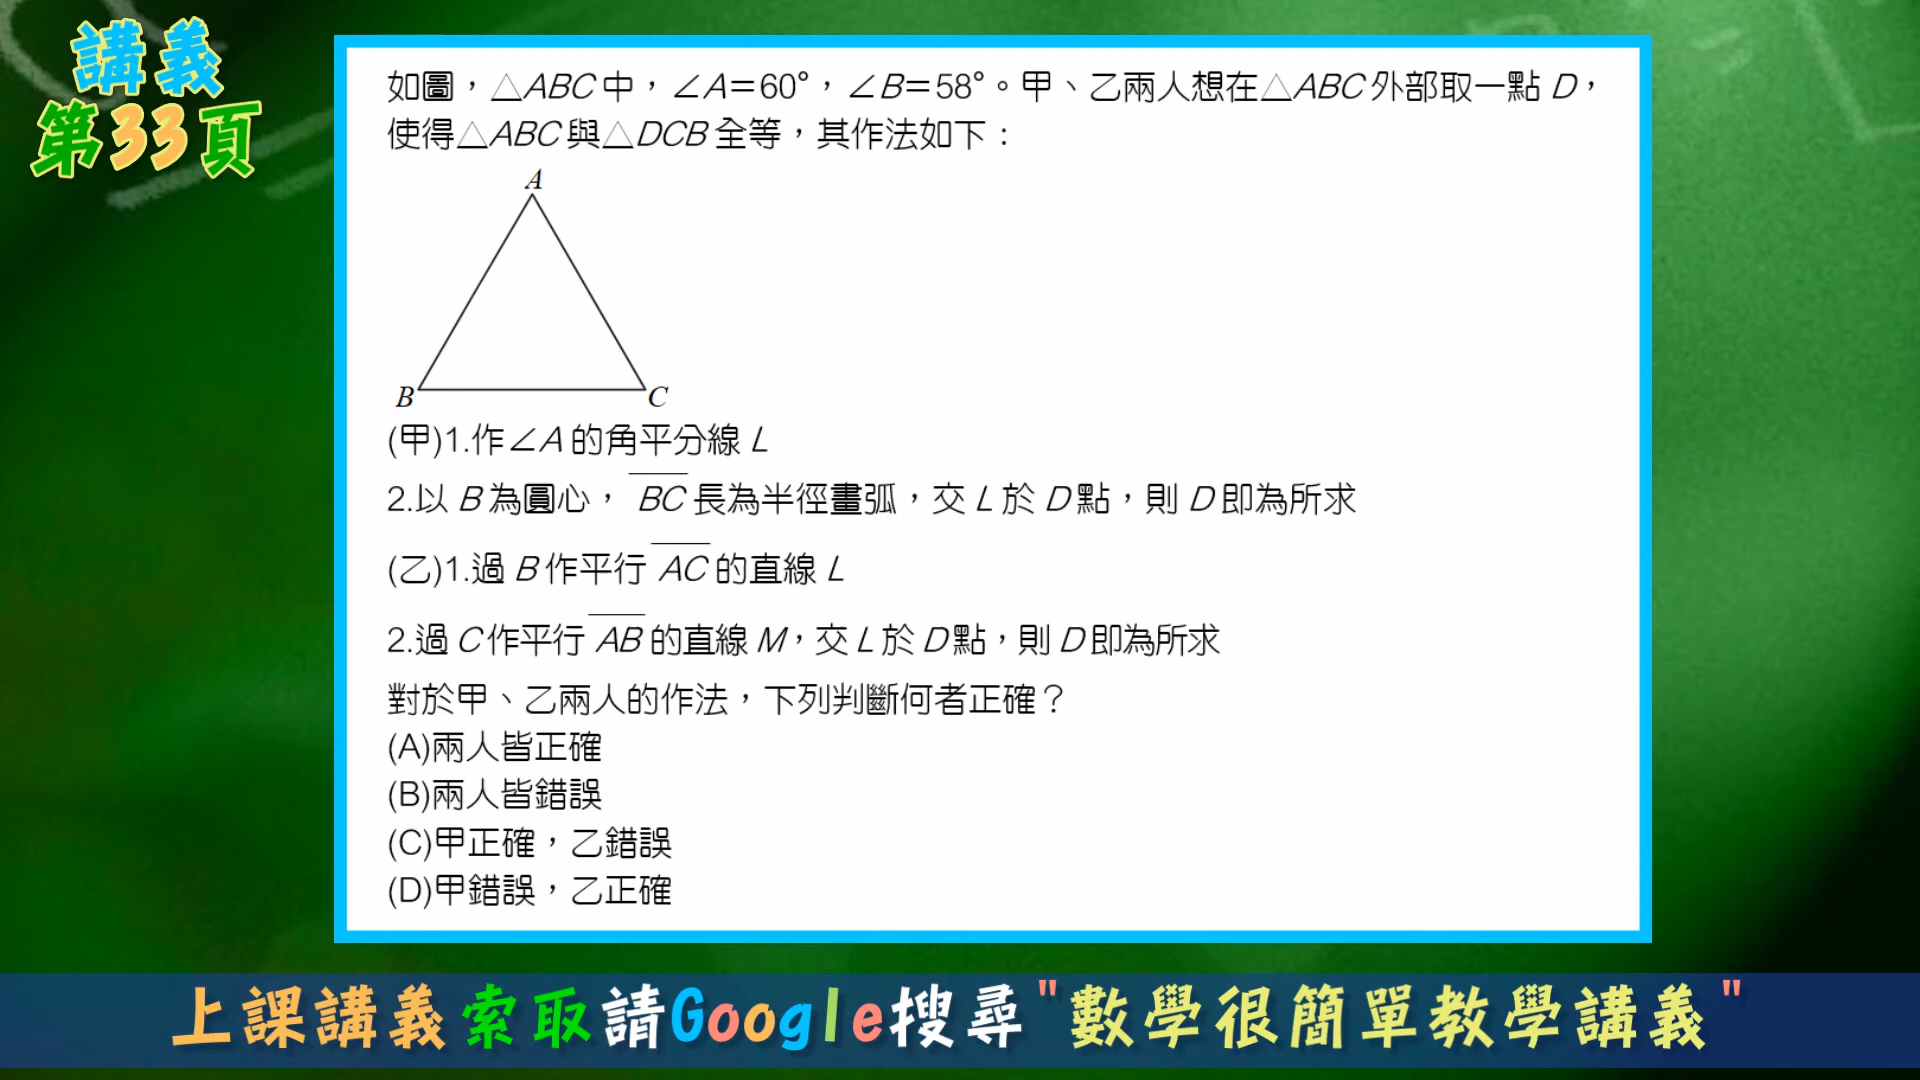 講義
第33頁
如圖，△ABC中，∠A＝60°，∠B＝58°。甲、乙兩人想在△ABC外部取一點D，
使得△ABC與△DCB全等，其作法如下：
A
B
C
(甲)1.作∠A的角平分線L
2.以B為圓心，BC長為半徑畫弧，交L於D點，則D即為所求
(乙)1.過B作平行AC的直線L
2.過C作平行AB的直線M，交L於D點，則D即為所求
對於甲、乙兩人的作法，下列判斷何者正確？
(A)兩人皆正確
(B)兩人皆錯誤
(C)甲正確，乙錯誤
(D)甲錯誤，乙正確
上課講義索取請Google搜尋"數學很簡單教學講義"